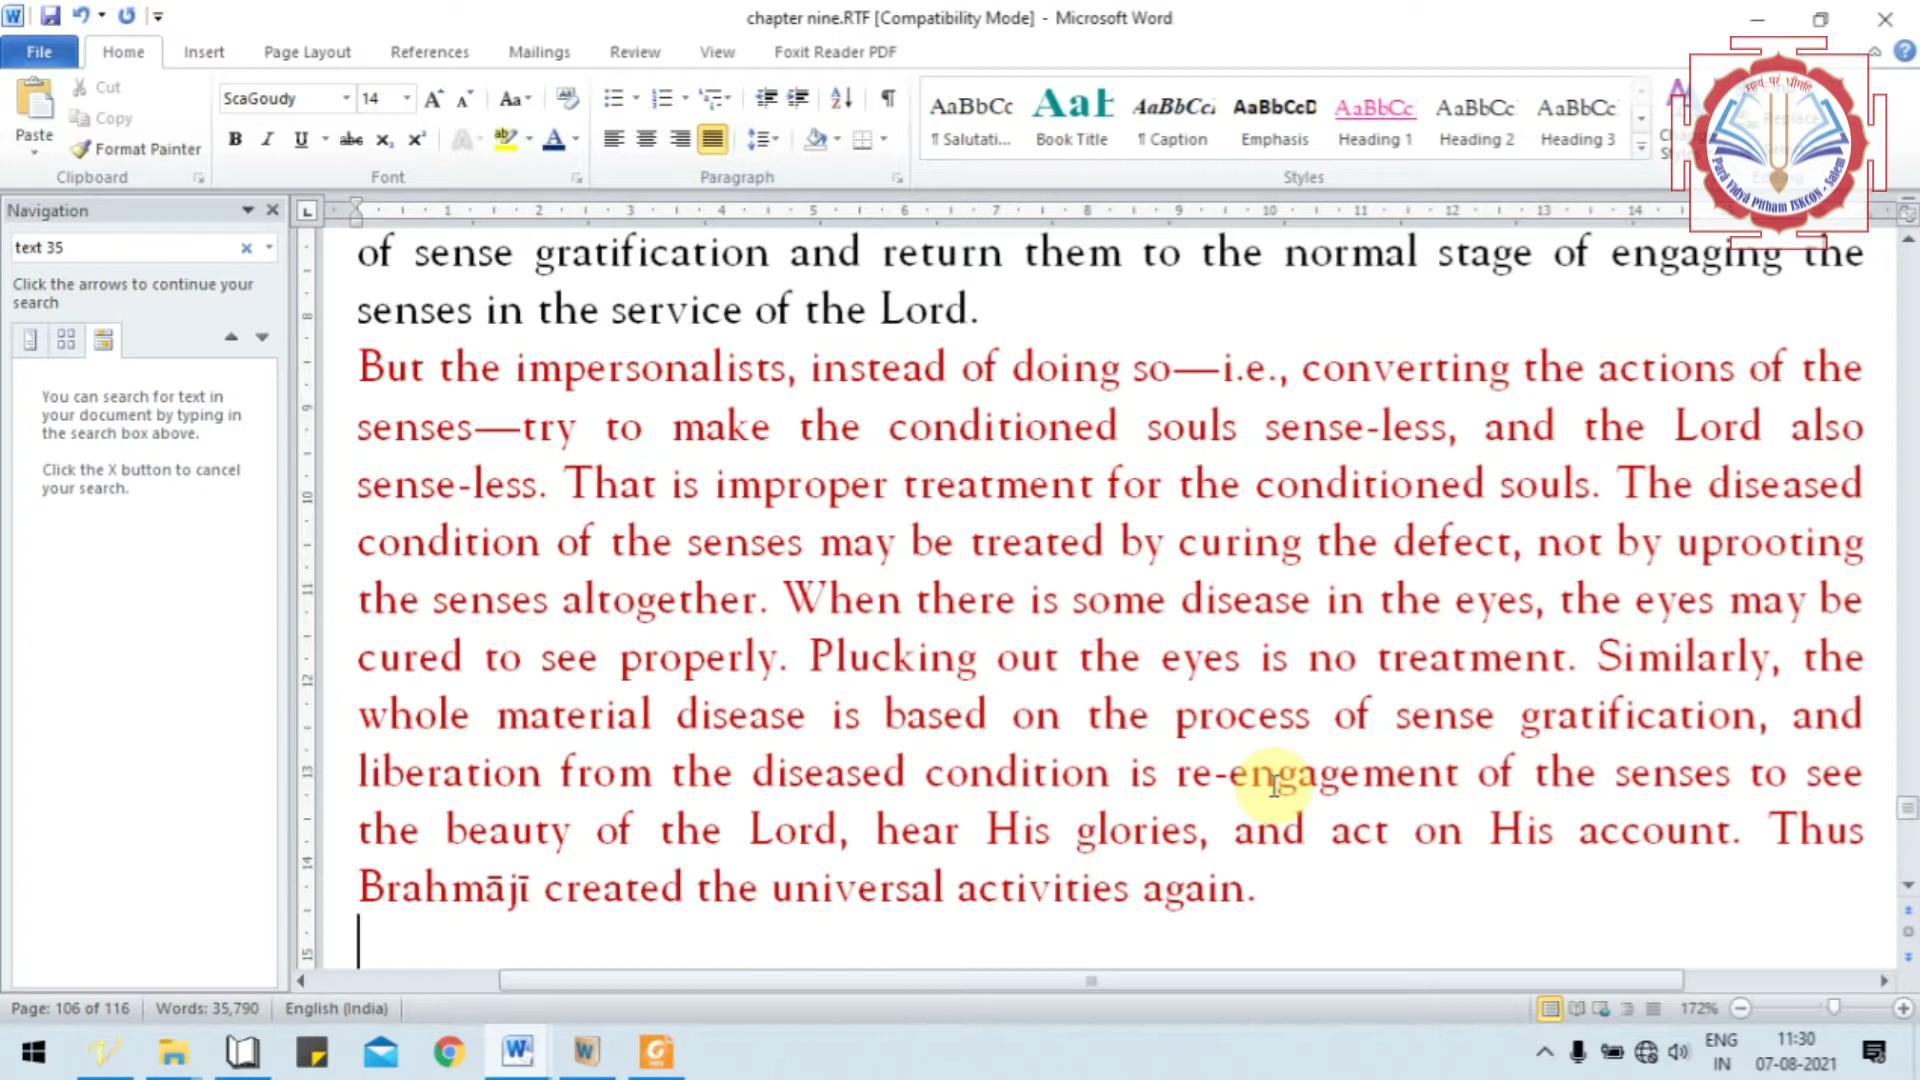 chapter nine.RTF [Compatibility Mode] - Microsoft Word
File Home Insert Page Layout References Mailings Review View Foxit Reader PDF
Paste
Cut
Copy
Format Painter
Clipboard
ScaGoudy 14
Font
Paragraph
AaBbCc AaB AaBbCc AaBbCcD AaBbCc AaBbCc AaBbCc
¶ Salutati... Book Title ¶ Caption Emphasis Heading 1 Heading 2 Heading 3
Styles
सत्यम् परं धीमहि
Para Vidya Pitham ISKCON - Salem
Navigation
text 35
Click the arrows to continue your
search
You can search for text in
your document by typing in
the search box above.
Click the X button to cancel
your search.
of sense gratification and return them to the normal stage of engaging the
senses in the service of the Lord.
But the impersonalists, instead of doing so—i.e., converting the actions of the
senses—try to make the conditioned souls sense-less, and the Lord also
sense-less. That is improper treatment for the conditioned souls. The diseased
condition of the senses may be treated by curing the defect, not by uprooting
the senses altogether. When there is some disease in the eyes, the eyes may be
cured to see properly. Plucking out the eyes is no treatment. Similarly, the
whole material disease is based on the process of sense gratification, and
liberation from the diseased condition is re-engagement of the senses to see
the beauty of the Lord, hear His glories, and act on His account. Thus
Brahmājī created the universal activities again.
Page: 106 of 116 Words: 35,790 English (India) 172%
ENG
IN
11:30
07-08-2021